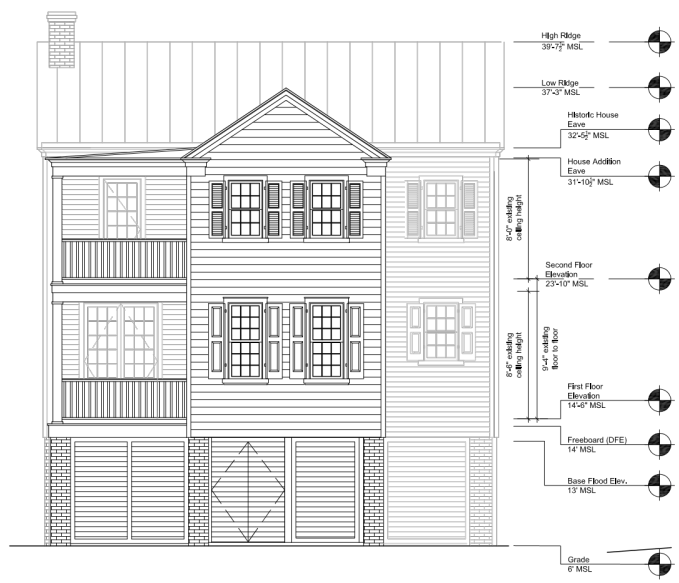 High Ridge
39'-7½" MSL
Low Ridge
37'-3" MSL
Historic House
Eave
32'-5½" MSL
House Addition
Eave
31'-10½" MSL
8'-0" existing
ceiling height
Second Floor
Elevation
23'-10" MSL
8'-6" existing
ceiling height
9'-4" existing
floor to floor
First Floor
Elevation
14'-6" MSL
Freeboard (DFE)
14' MSL
Base Flood Elev.
13' MSL
Grade
6' MSL